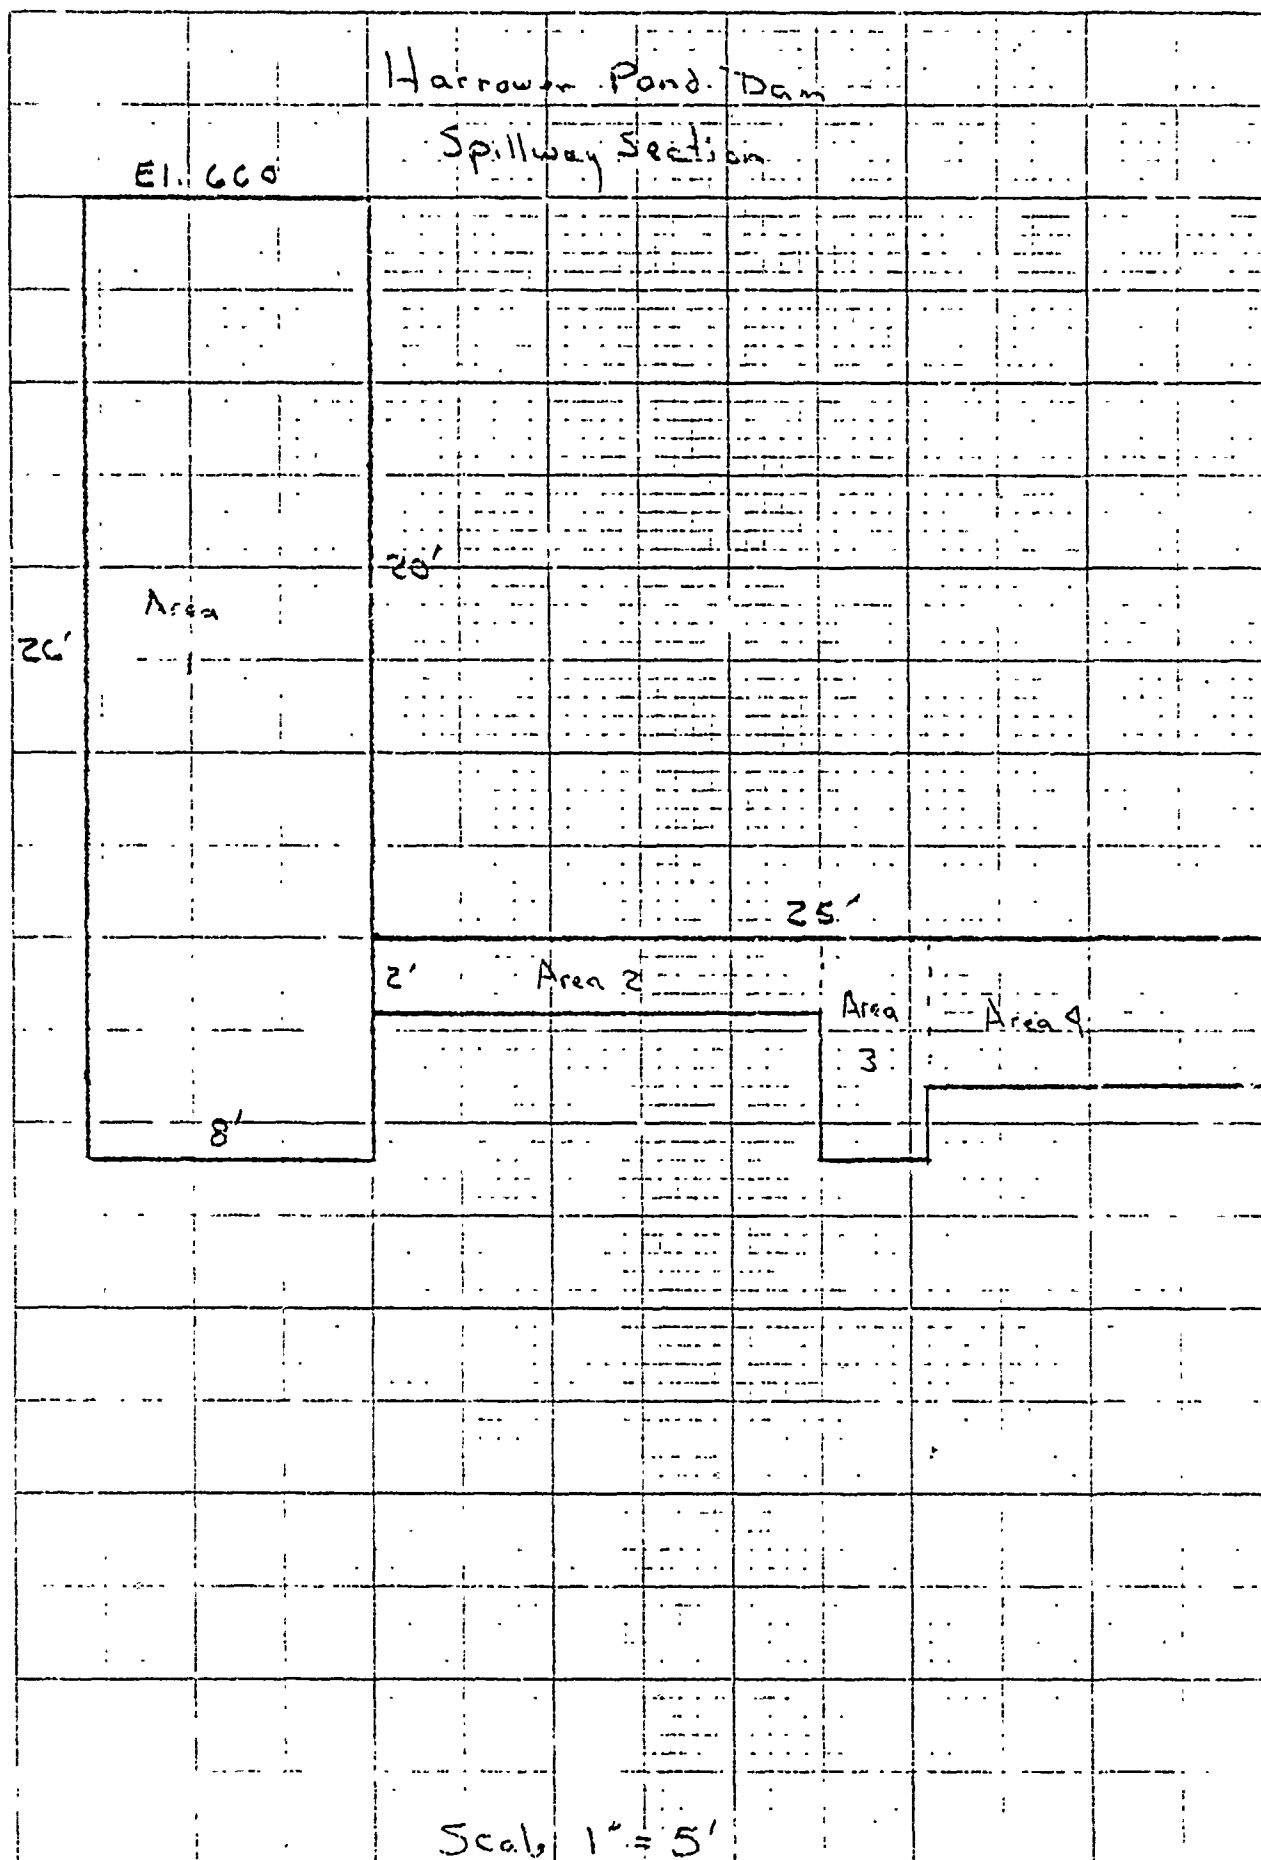 Harrower Pond Dam
Spillway Section
El. 660
20'
Area
1
26'
25'
2'
Area 2
Area
3
Area 4
8'
Scale 1" = 5'